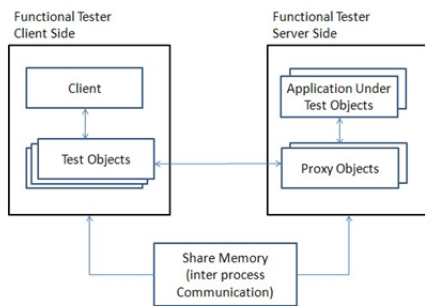 Functional Tester
Client Side
Functional Tester
Server Side
Client
Application Under
Test Objects
Test Objects
Proxy Objects
Share Memory
(inter process
Communication)